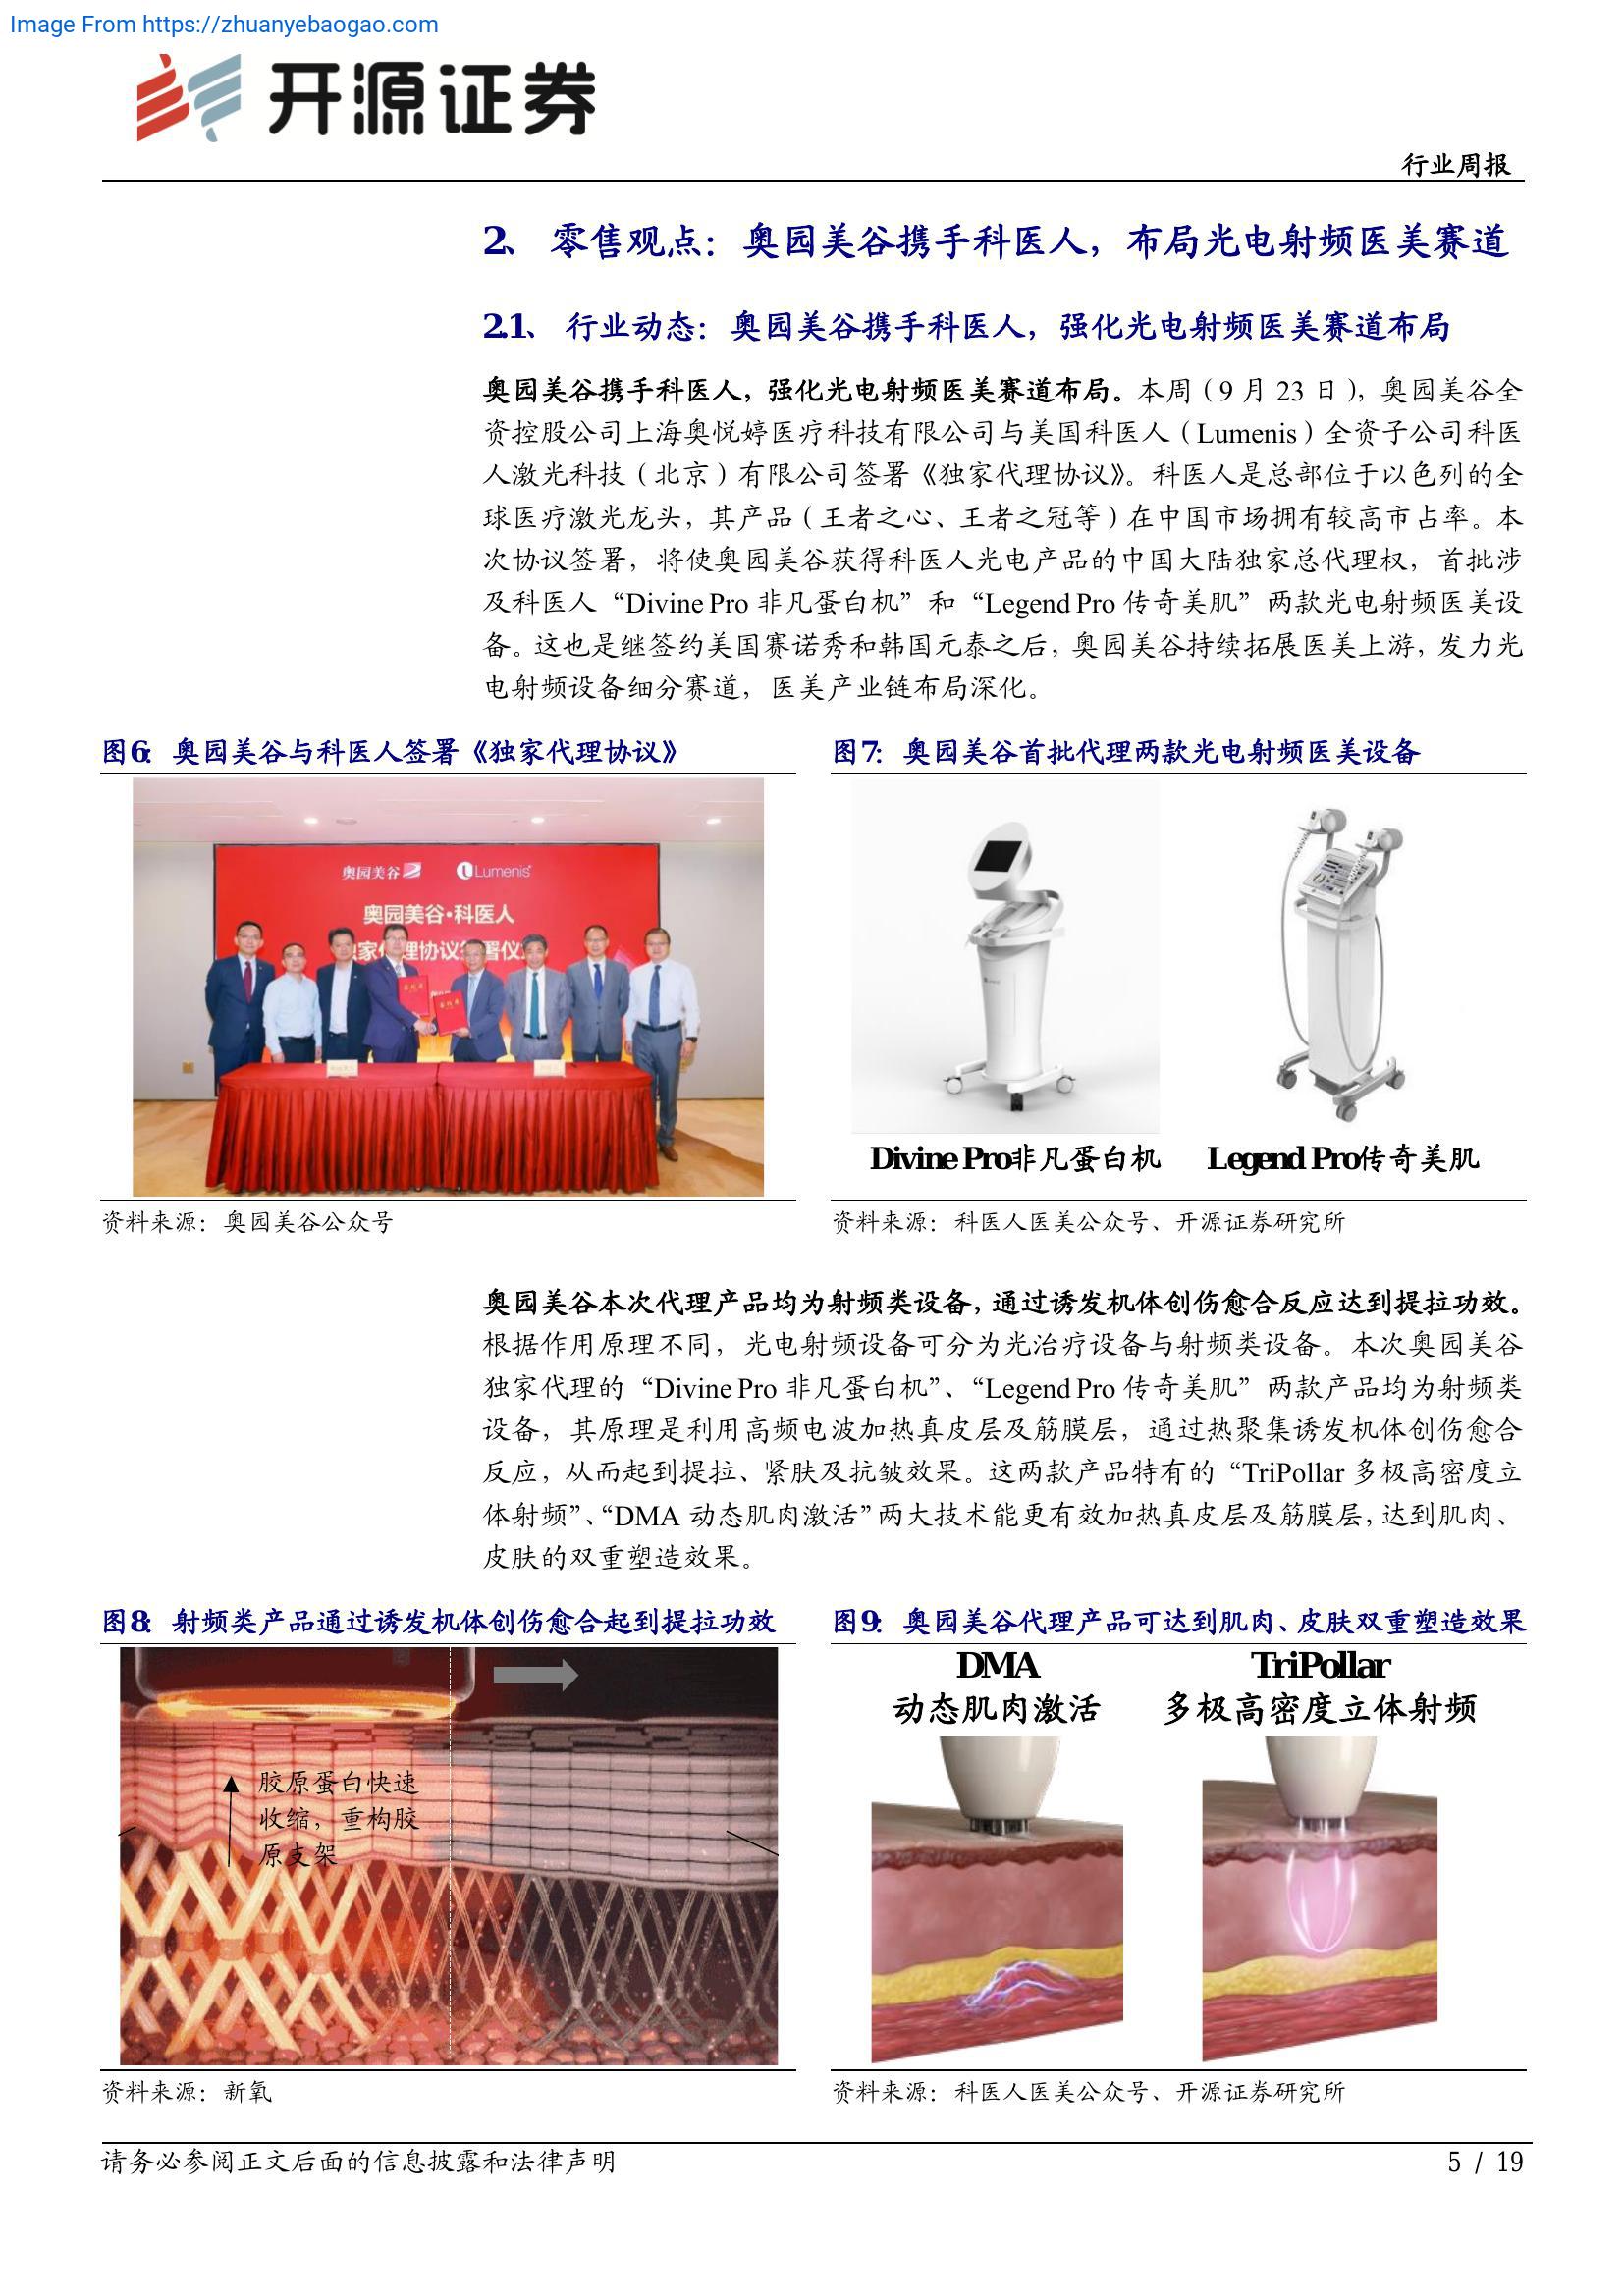 Image From https://zhuanyebaogao.com
开源证券
行业周报
2、 零售观点：奥园美谷携手科医人，布局光电射频医美赛道
2.1、 行业动态：奥园美谷携手科医人，强化光电射频医美赛道布局
奥园美谷携手科医人，强化光电射频医美赛道布局。本周（9 月 23 日），奥园美谷全
资控股公司上海奥悦婷医疗科技有限公司与美国科医人（Lumenis）全资子公司科医
人激光科技（北京）有限公司签署《独家代理协议》。科医人是总部位于以色列的全
球医疗激光龙头，其产品（王者之心、王者之冠等）在中国市场拥有较高市占率。本
次协议签署，将使奥园美谷获得科医人光电产品的中国大陆独家总代理权，首批涉
及科医人“Divine Pro 非凡蛋白机”和“Legend Pro 传奇美肌”两款光电射频医美设
备。这也是继签约美国赛诺秀和韩国元泰之后，奥园美谷持续拓展医美上游，发力光
电射频设备细分赛道，医美产业链布局深化。
图6：奥园美谷与科医人签署《独家代理协议》
奥园美谷 Lumenis
奥园美谷·科医人
独家代理协议签署仪式
资料来源：奥园美谷公众号
图7：奥园美谷首批代理两款光电射频医美设备
Divine Pro非凡蛋白机 Legend Pro传奇美肌
资料来源：科医人医美公众号、开源证券研究所
奥园美谷本次代理产品均为射频类设备，通过诱发机体创伤愈合反应达到提拉功效。
根据作用原理不同，光电射频设备可分为光治疗设备与射频类设备。本次奥园美谷
独家代理的“Divine Pro 非凡蛋白机”、“Legend Pro 传奇美肌”两款产品均为射频类
设备，其原理是利用高频电波加热真皮层及筋膜层，通过热聚集诱发机体创伤愈合
反应，从而起到提拉、紧肤及抗皱效果。这两款产品特有的“TriPollar 多极高密度立
体射频”、“DMA 动态肌肉激活”两大技术能更有效加热真皮层及筋膜层，达到肌肉、
皮肤的双重塑造效果。
图8：射频类产品通过诱发机体创伤愈合起到提拉功效
胶原蛋白快速
收缩，重构胶
原支架
资料来源：新氧
图9：奥园美谷代理产品可达到肌肉、皮肤双重塑造效果
DMA
动态肌肉激活
TriPollar
多极高密度立体射频
资料来源：科医人医美公众号、开源证券研究所
请务必参阅正文后面的信息披露和法律声明
5 / 19